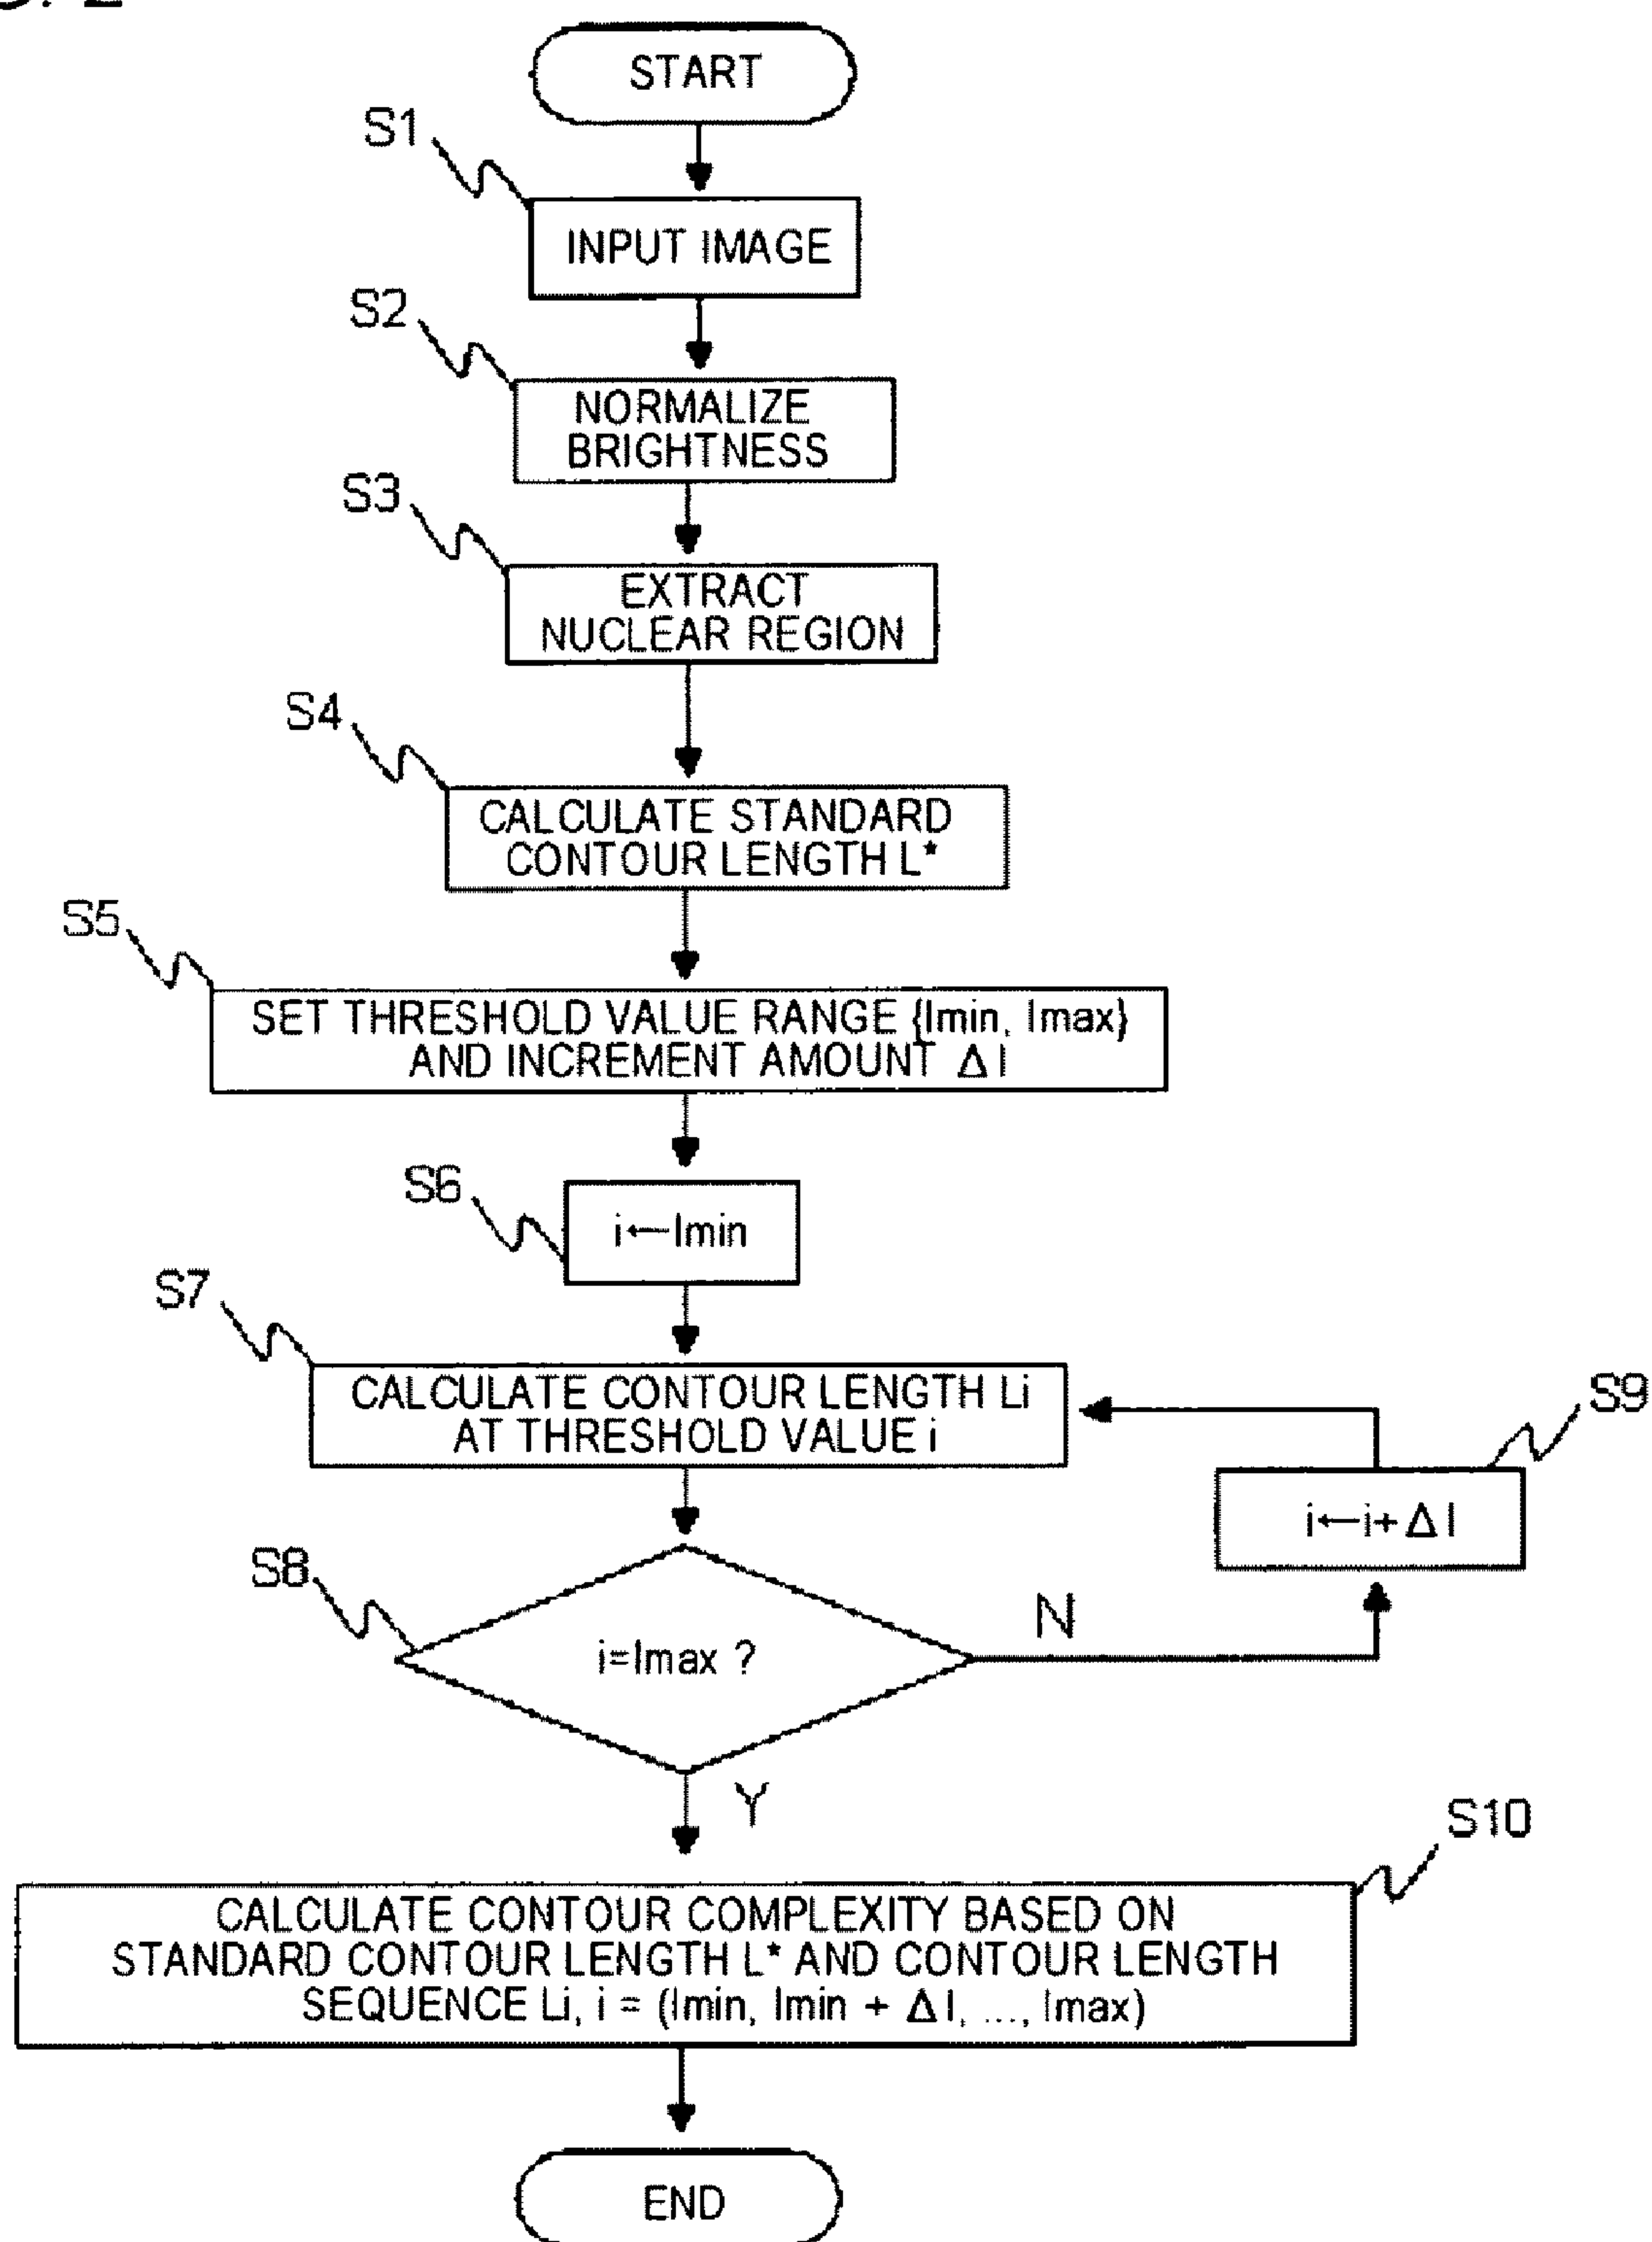 START
S1
INPUT IMAGE
S2
NORMALIZE
BRIGHTNESS
S3
EXTRACT
NUCLEAR REGION
S4
CALCULATE STANDARD
CONTOUR LENGTH L*
S5
SET THRESHOLD VALUE RANGE {Imin, Imax}
AND INCREMENT AMOUNT Δ I
S6
i←Imin
S7
CALCULATE CONTOUR LENGTH Li
AT THRESHOLD VALUE i
S9
i←i+ Δ I
S8
i=Imax ?
N
Y
S10
CALCULATE CONTOUR COMPLEXITY BASED ON
STANDARD CONTOUR LENGTH L* AND CONTOUR LENGTH
SEQUENCE Li, i = (Imin, Imin + Δ I, ..., Imax)
END